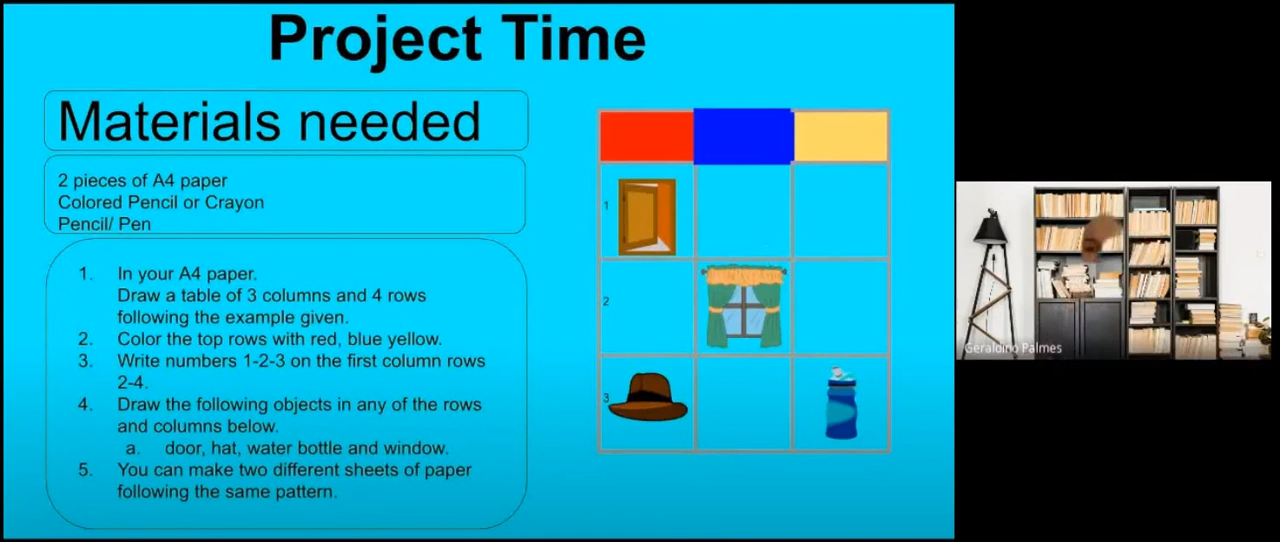 Project Time
Materials needed
2 pieces of A4 paper
Colored Pencil or Crayon
Pencil/ Pen
1. In your A4 paper.
Draw a table of 3 columns and 4 rows
following the example given.
2. Color the top rows with red, blue yellow.
3. Write numbers 1-2-3 on the first column rows
2-4.
4. Draw the following objects in any of the rows
and columns below.
a. door, hat, water bottle and window.
5. You can make two different sheets of paper
following the same pattern.
1
2
3
Geraldino Palmes